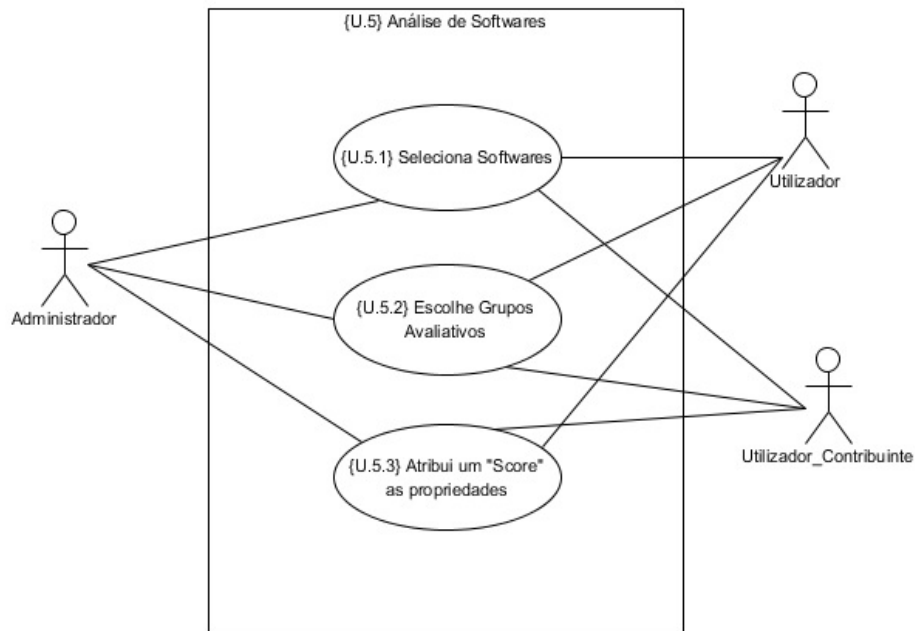 {U.5} Análise de Softwares
{U.5.1} Seleciona Softwares
Utilizador
Administrador
{U.5.2} Escolhe Grupos
Avaliativos
Utilizador_Contribuinte
{U.5.3} Atribui um "Score"
as propriedades